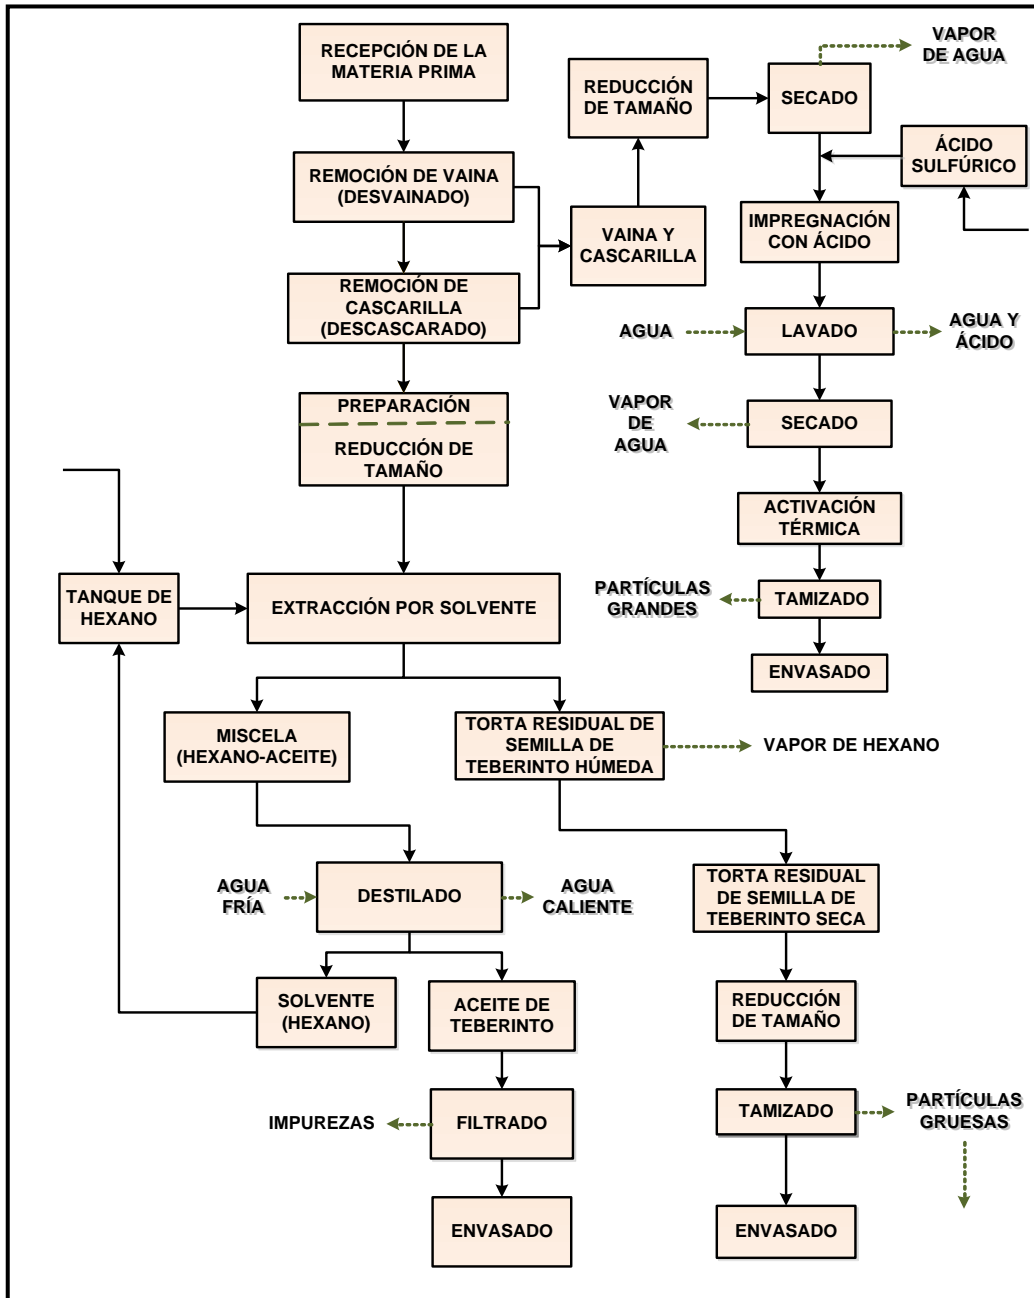 RECEPCIÓN DE LA
MATERIA PRIMA
REMOCIÓN DE VAINA
(DESVAINADO)
REMOCIÓN DE
CASCARILLA
(DESCASCARADO)
VAINA Y
CASCARILLA
REDUCCIÓN
DE TAMAÑO
SECADO
VAPOR
DE AGUA
ÁCIDO
SULFÚRICO
IMPREGNACIÓN
CON ÁCIDO
AGUA
LAVADO
AGUA Y
ÁCIDO
VAPOR
DE
AGUA
SECADO
ACTIVACIÓN
TÉRMICA
PARTÍCULAS
GRANDES
TAMIZADO
ENVASADO
PREPARACIÓN
REDUCCIÓN DE
TAMAÑO
TANQUE DE
HEXANO
EXTRACCIÓN POR SOLVENTE
MISCELA
(HEXANO-ACEITE)
TORTA RESIDUAL DE
SEMILLA DE
TEBERINTO HÚMEDA
VAPOR DE HEXANO
AGUA
FRÍA
DESTILADO
AGUA
CALIENTE
SOLVENTE
(HEXANO)
ACEITE DE
TEBERINTO
IMPUREZAS
FILTRADO
ENVASADO
TORTA RESIDUAL
DE SEMILLA DE
TEBERINTO SECA
REDUCCIÓN
DE TAMAÑO
TAMIZADO
PARTÍCULAS
GRUESAS
ENVASADO